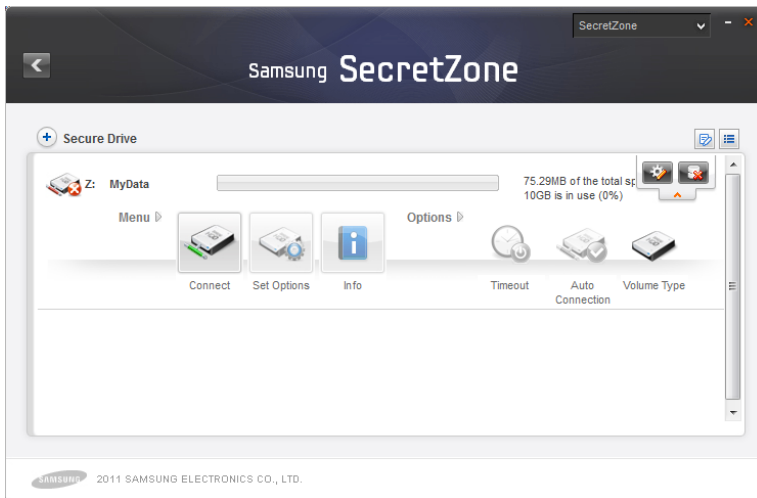 SecretZone
Samsung SecretZone
Secure Drive
Z: MyData
75.29MB of the total sp
10GB is in use (0%)
Menu
Options
Connect
Set Options
Info
Timeout
Auto
Connection
Volume Type
SAMSUNG
2011 SAMSUNG ELECTRONICS CO., LTD.